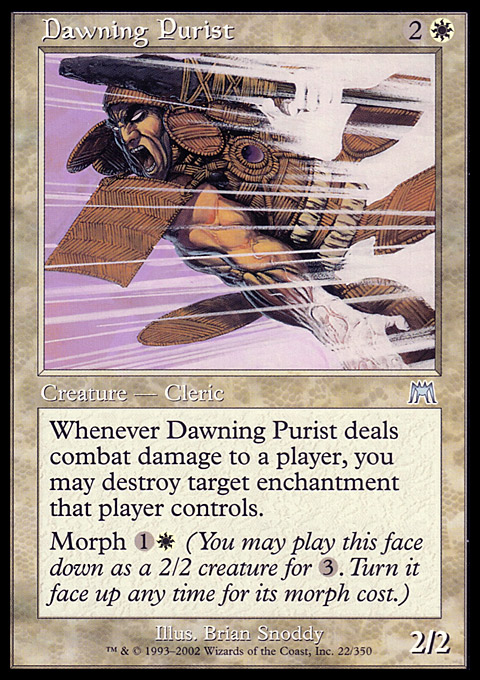 Dawning Purist 2
Creature — Cleric
Whenever Dawning Purist deals
combat damage to a player, you
may destroy target enchantment
that player controls.
Morph 1 (You may play this face
down as a 2/2 creature for 3. Turn it
face up any time for its morph cost.)
Illus. Brian Snoddy
2/2
™ & © 1993–2002 Wizards of the Coast, Inc. 22/350